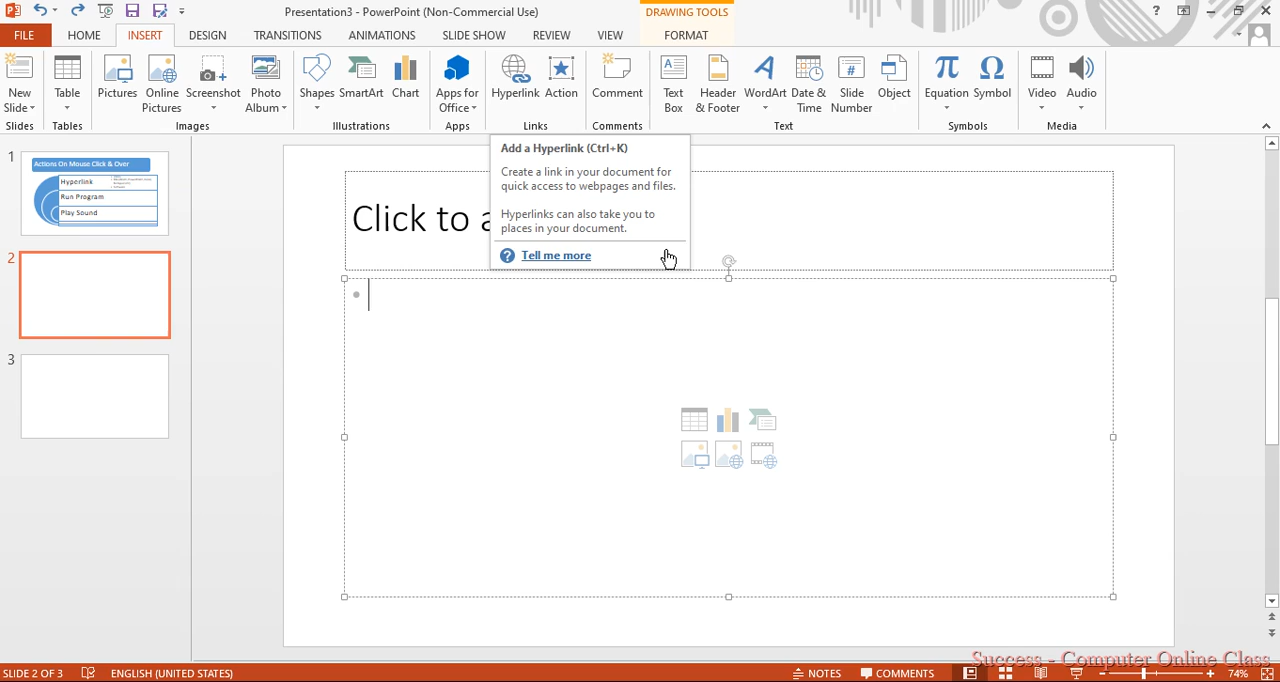 Presentation3 - PowerPoint (Non-Commercial Use)
DRAWING TOOLS
?
FILE
HOME
INSERT
DESIGN
TRANSITIONS
ANIMATIONS
SLIDE SHOW
REVIEW
VIEW
FORMAT
New
Slide
Table
Pictures
Online
Pictures
Screenshot
Photo
Album
Shapes
SmartArt
Chart
Apps for
Office
Hyperlink
Action
Comment
Text
Box
Header
& Footer
WordArt
Date &
Time
Slide
Number
Object
Equation
Symbol
Video
Audio
Slides
Tables
Images
Illustrations
Apps
Links
Comments
Text
Symbols
Media
Add a Hyperlink (Ctrl+K)
Create a link in your document for
quick access to webpages and files.
Hyperlinks can also take you to
places in your document.
? Tell me more
1
Actions On Mouse Click & Over
Hyperlink
Run Program
Play Sound
2
3
Click to a
SLIDE 2 OF 3
ENGLISH (UNITED STATES)
NOTES
COMMENTS
74%
Success - Computer Online Class